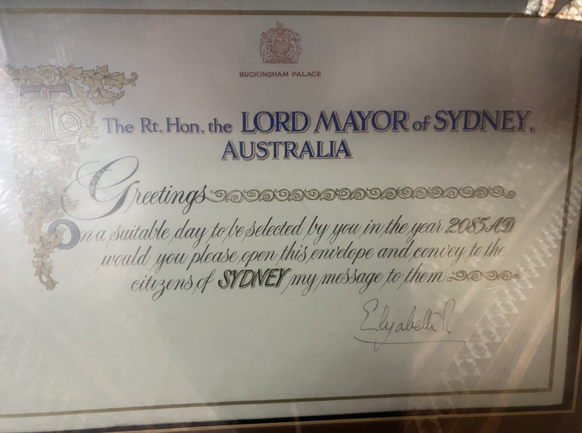 BUCKINGHAM PALACE
To The Rt. Hon. the LORD MAYOR of SYDNEY,
AUSTRALIA
Greetings
On a suitable day to be selected by you in the year 2085 A.D
would you please open this envelope and convey to the
citizens of SYDNEY my message to them
Elizabeth R